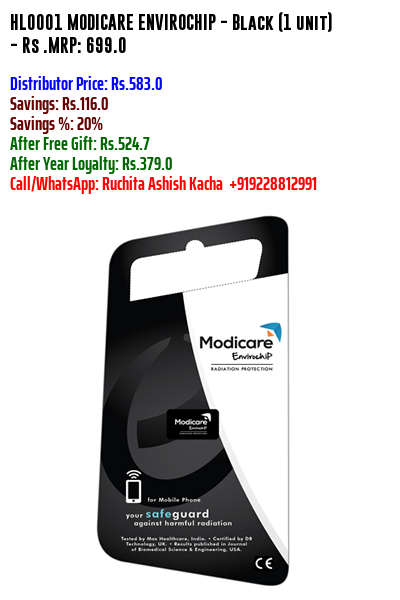 HL0001 MODICARE ENVIROCHIP - Black (1 unit)
- Rs .MRP: 699.0
Distributor Price: Rs.583.0
Savings: Rs.116.0
Savings %: 20%
After Free Gift: Rs.524.7
After Year Loyalty: Rs.379.0
Call/WhatsApp: Ruchita Ashish Kacha +919228812991
Modicare
EnvirochiP
RADIATION PROTECTION
Modicare
EnvirochiP
for Mobile Phone
your safeguard
against harmful radiation
Tested by Max Healthcare, India. • Certified by DB
Technology, UK. • Results published in Journal
of Biomedical Science & Engineering, USA.
CE